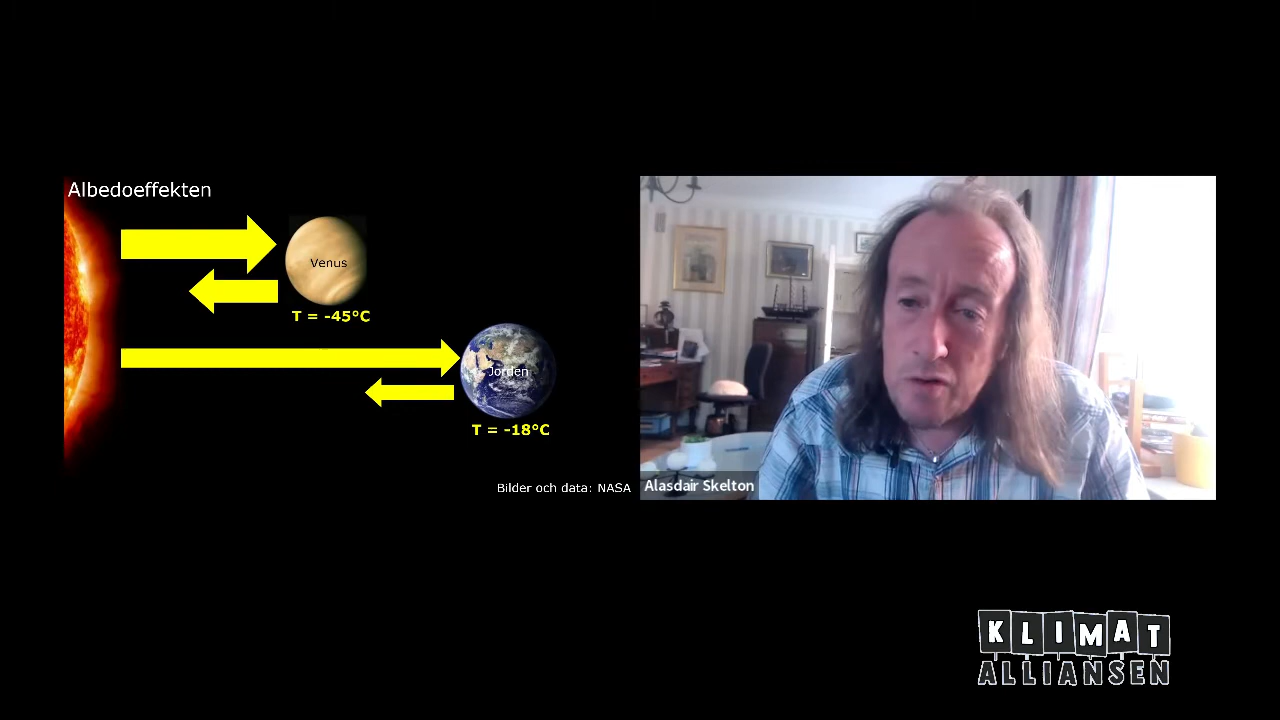 Albedoeffekten
Venus
T = -45°C
Jorden
T = -18°C
Bilder och data: NASA
Alasdair Skelton
KLIMAT
ALLIANSEN